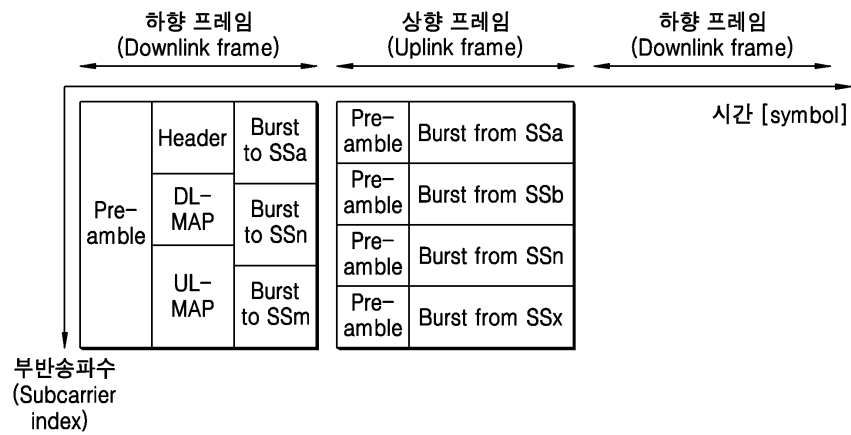 하향 프레임
(Downlink frame)
상향 프레임
(Uplink frame)
하향 프레임
(Downlink frame)
시간 [symbol]
Pre-
amble
Header
DL-
MAP
UL-
MAP
Burst
to SSa
Burst
to SSn
Burst
to SSm
Pre-
amble
Burst from SSa
Pre-
amble
Burst from SSb
Pre-
amble
Burst from SSn
Pre-
amble
Burst from SSx
부반송파수
(Subcarrier
index)